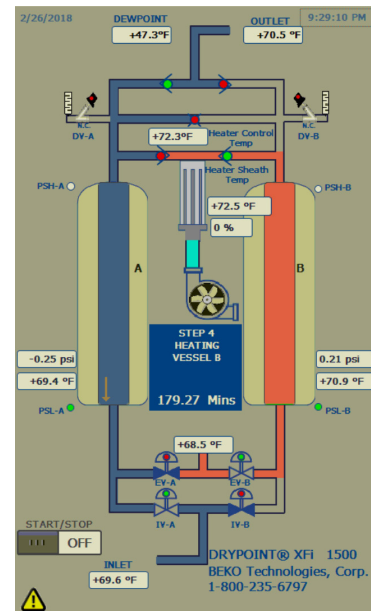 2/26/2018
DEWPOINT
OUTLET
9:29:10 PM
+47.3°F
+70.5 °F
N.C.
DV-A
N.C.
DV-B
+72.3°F
Heater Control
Temp
Heater Sheath
Temp
PSH-A
PSH-B
+72.5 °F
0 %
A
B
STEP 4
HEATING
VESSEL B
179.27 Mins
-0.25 psi
0.21 psi
+69.4 °F
+70.9 °F
PSL-A
PSL-B
+68.5 °F
EV-A
EV-B
IV-A
IV-B
START/STOP
OFF
INLET
+69.6 °F
DRYPOINT® XFi 1500
BEKO Technologies, Corp.
1-800-235-6797